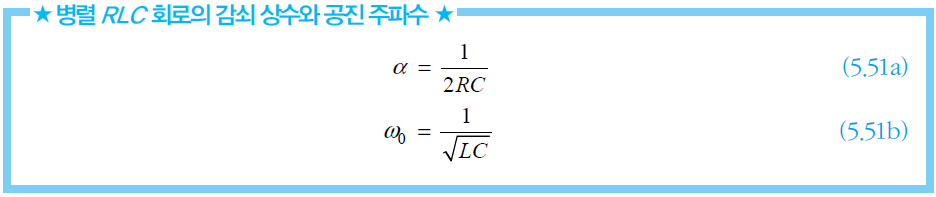 ★ 병렬 RLC 회로의 감쇠 상수와 공진 주파수 ★
α = 1/(2RC) (5.51a)
ω₀ = 1/√(LC) (5.51b)